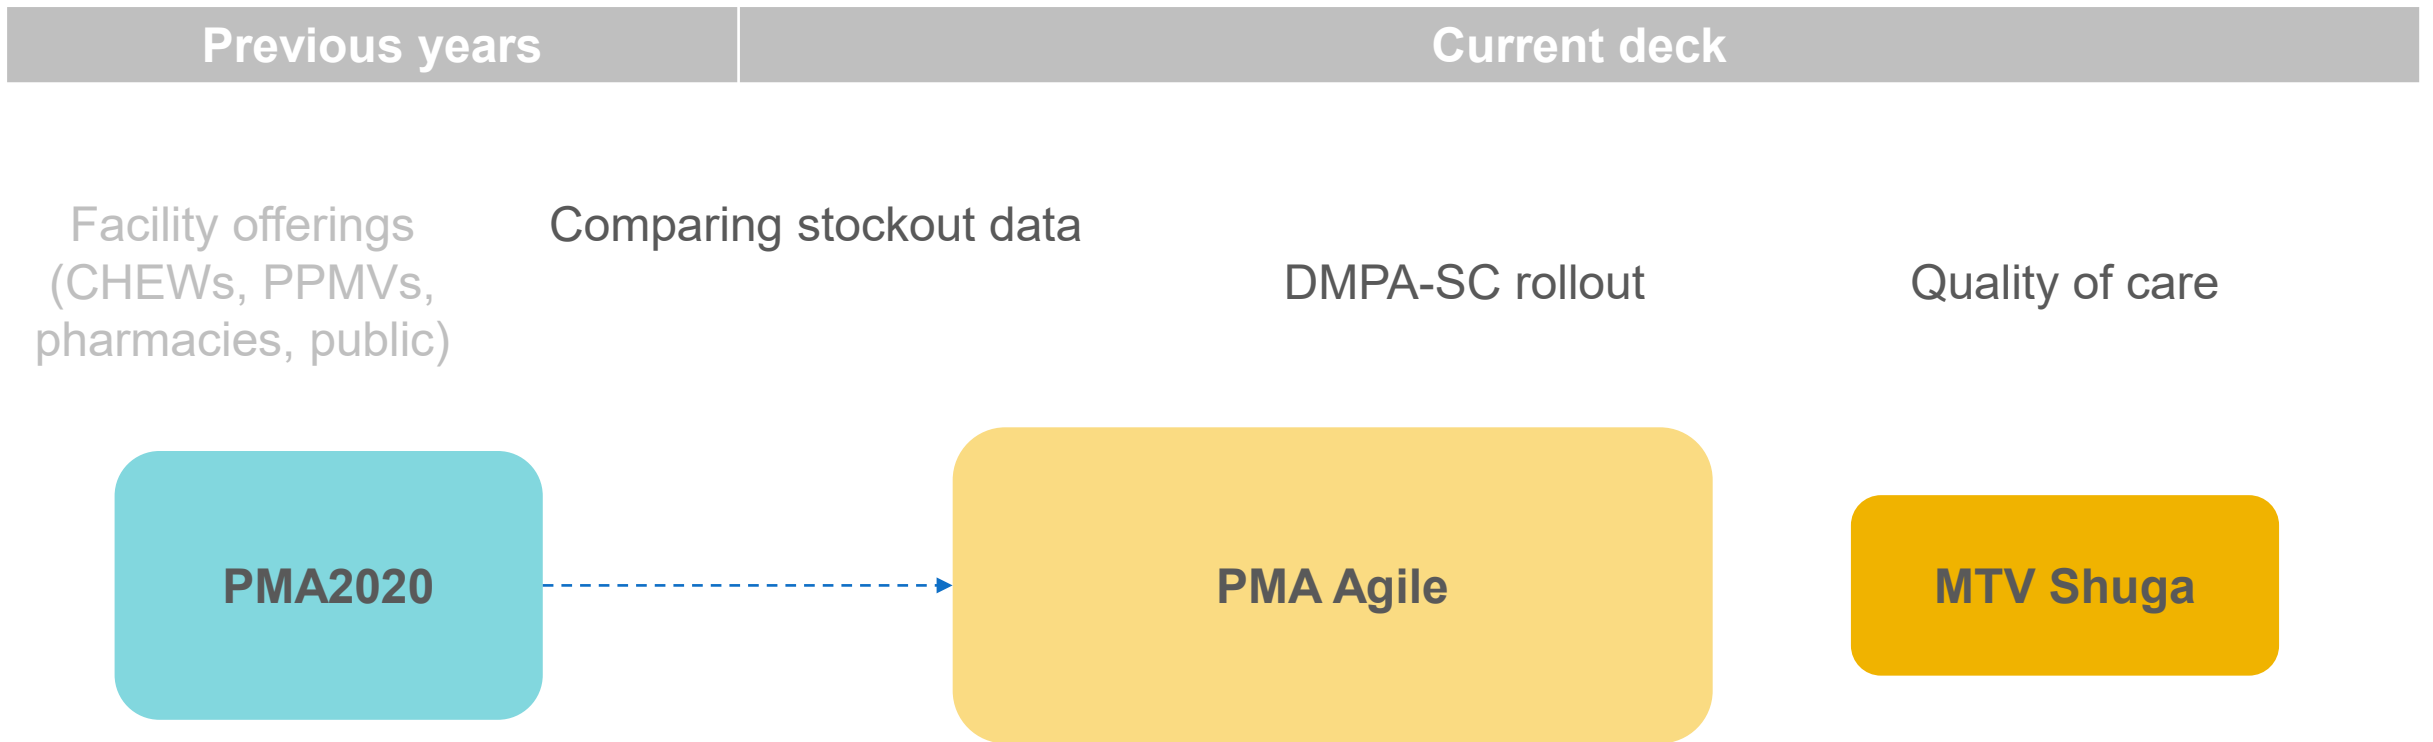 Previous years
Current deck
Facility offerings
(CHEWs, PPMVs,
pharmacies, public)
Comparing stockout data
DMPA-SC rollout
Quality of care
PMA2020
PMA Agile
MTV Shuga